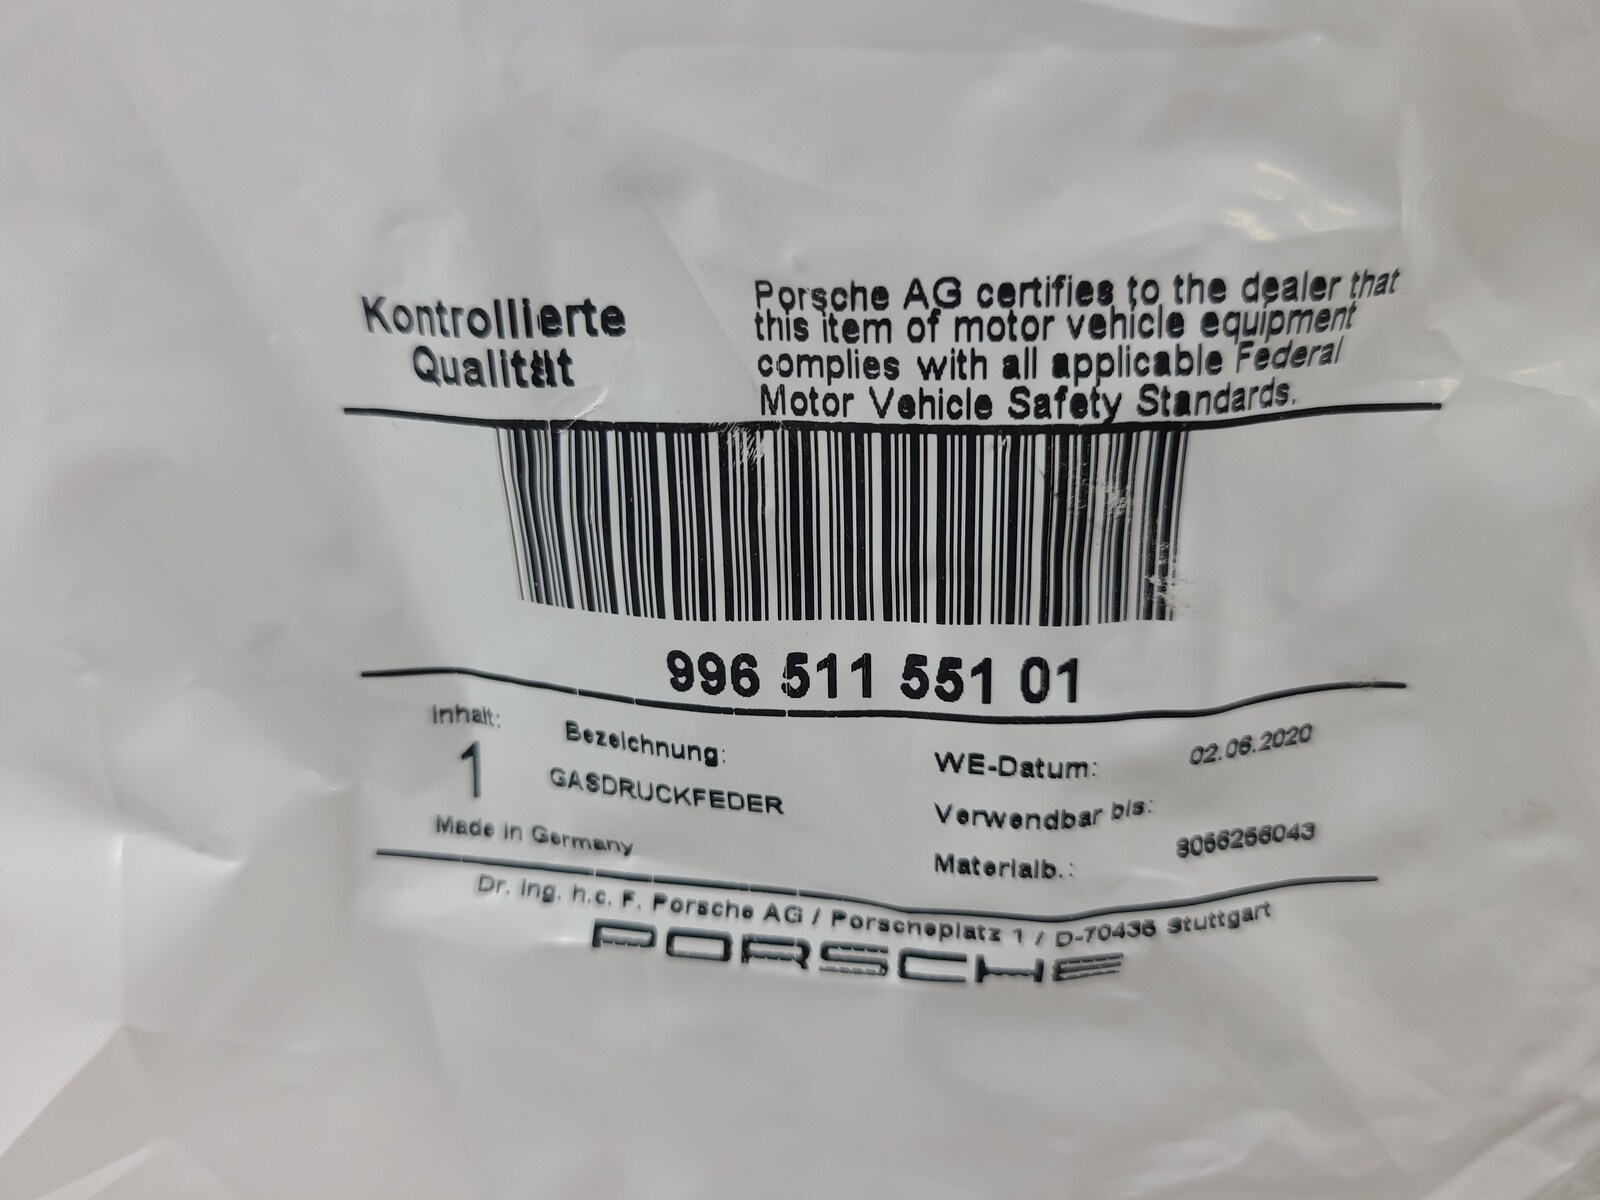 Kontrollierte
Qualität
Porsche AG certifies to the dealer that
this item of motor vehicle equipment
complies with all applicable Federal
Motor Vehicle Safety Standards.
996 511 551 01
Inhalt:
1
Made in Germany
Bezeichnung:
GASDRUCKFEDER
WE-Datum: 02.06.2020
Verwendbar bis:
Materialb.: 8066256043
Dr. Ing. h.c. F. Porsche AG / Porscheplatz 1 / D-70435 Stuttgart
PORSCHE